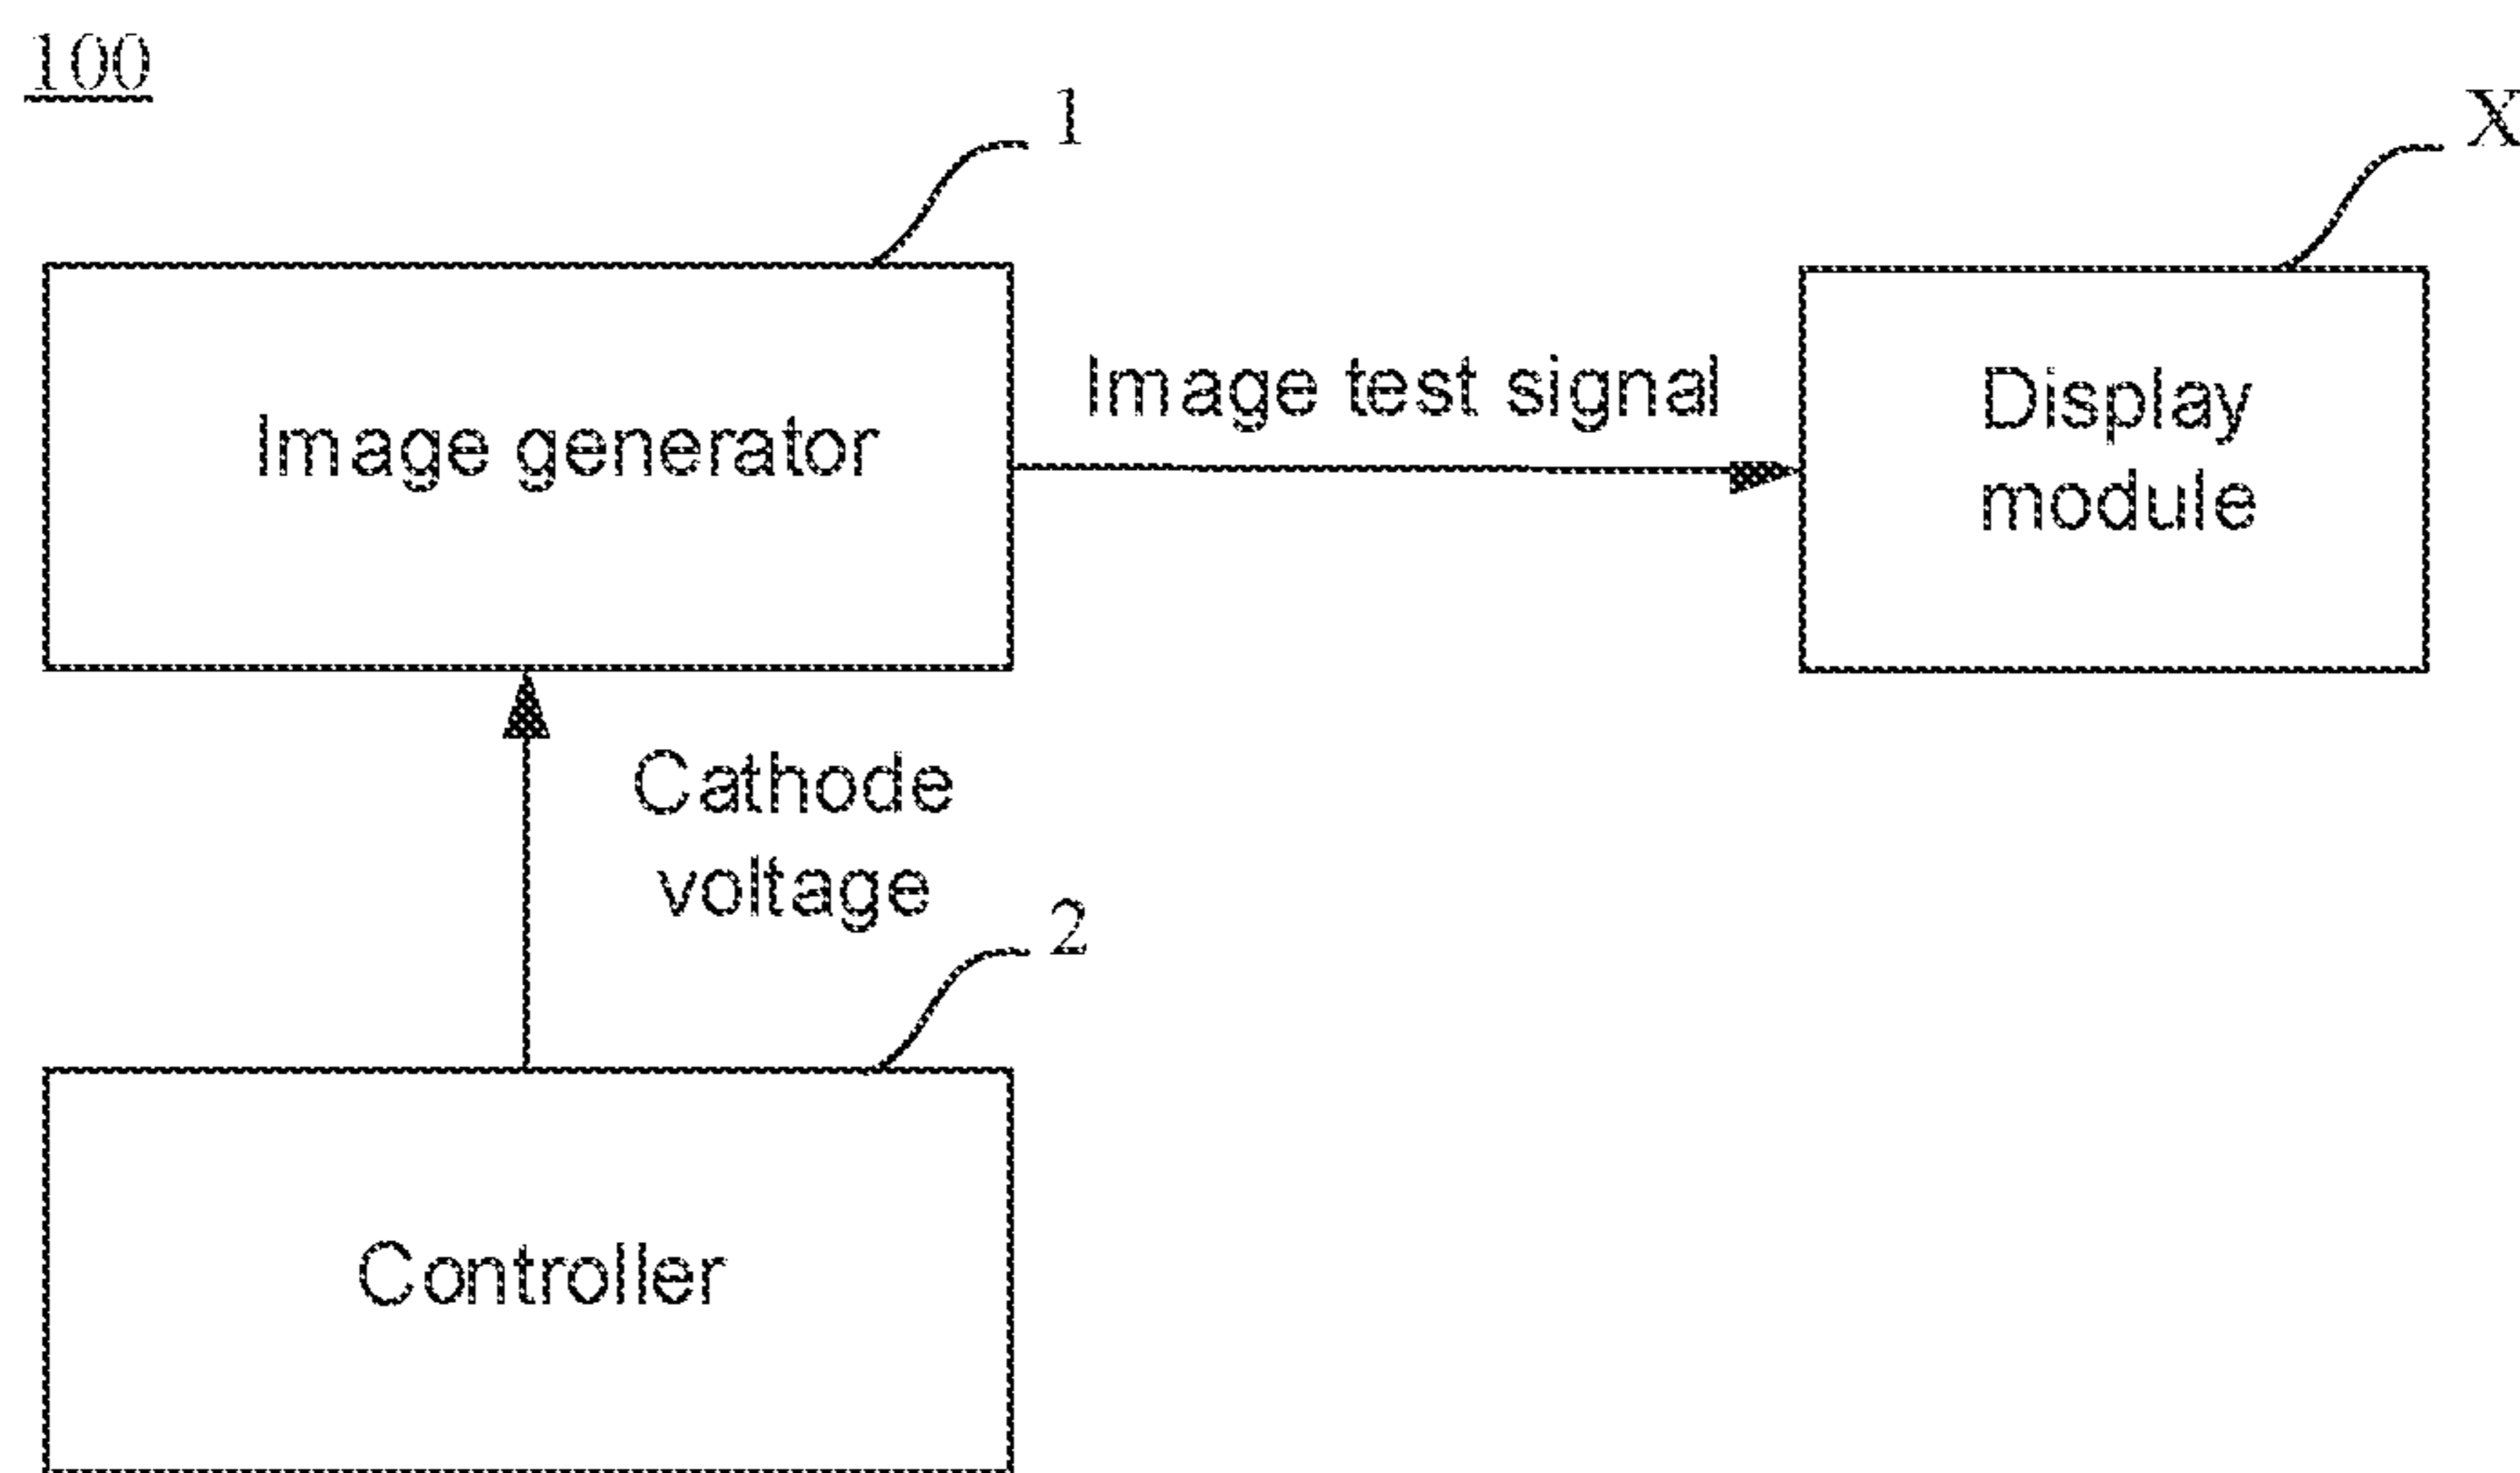 100
1
X
Image generator
Image test signal
Display
module
Cathode
voltage
2
Controller